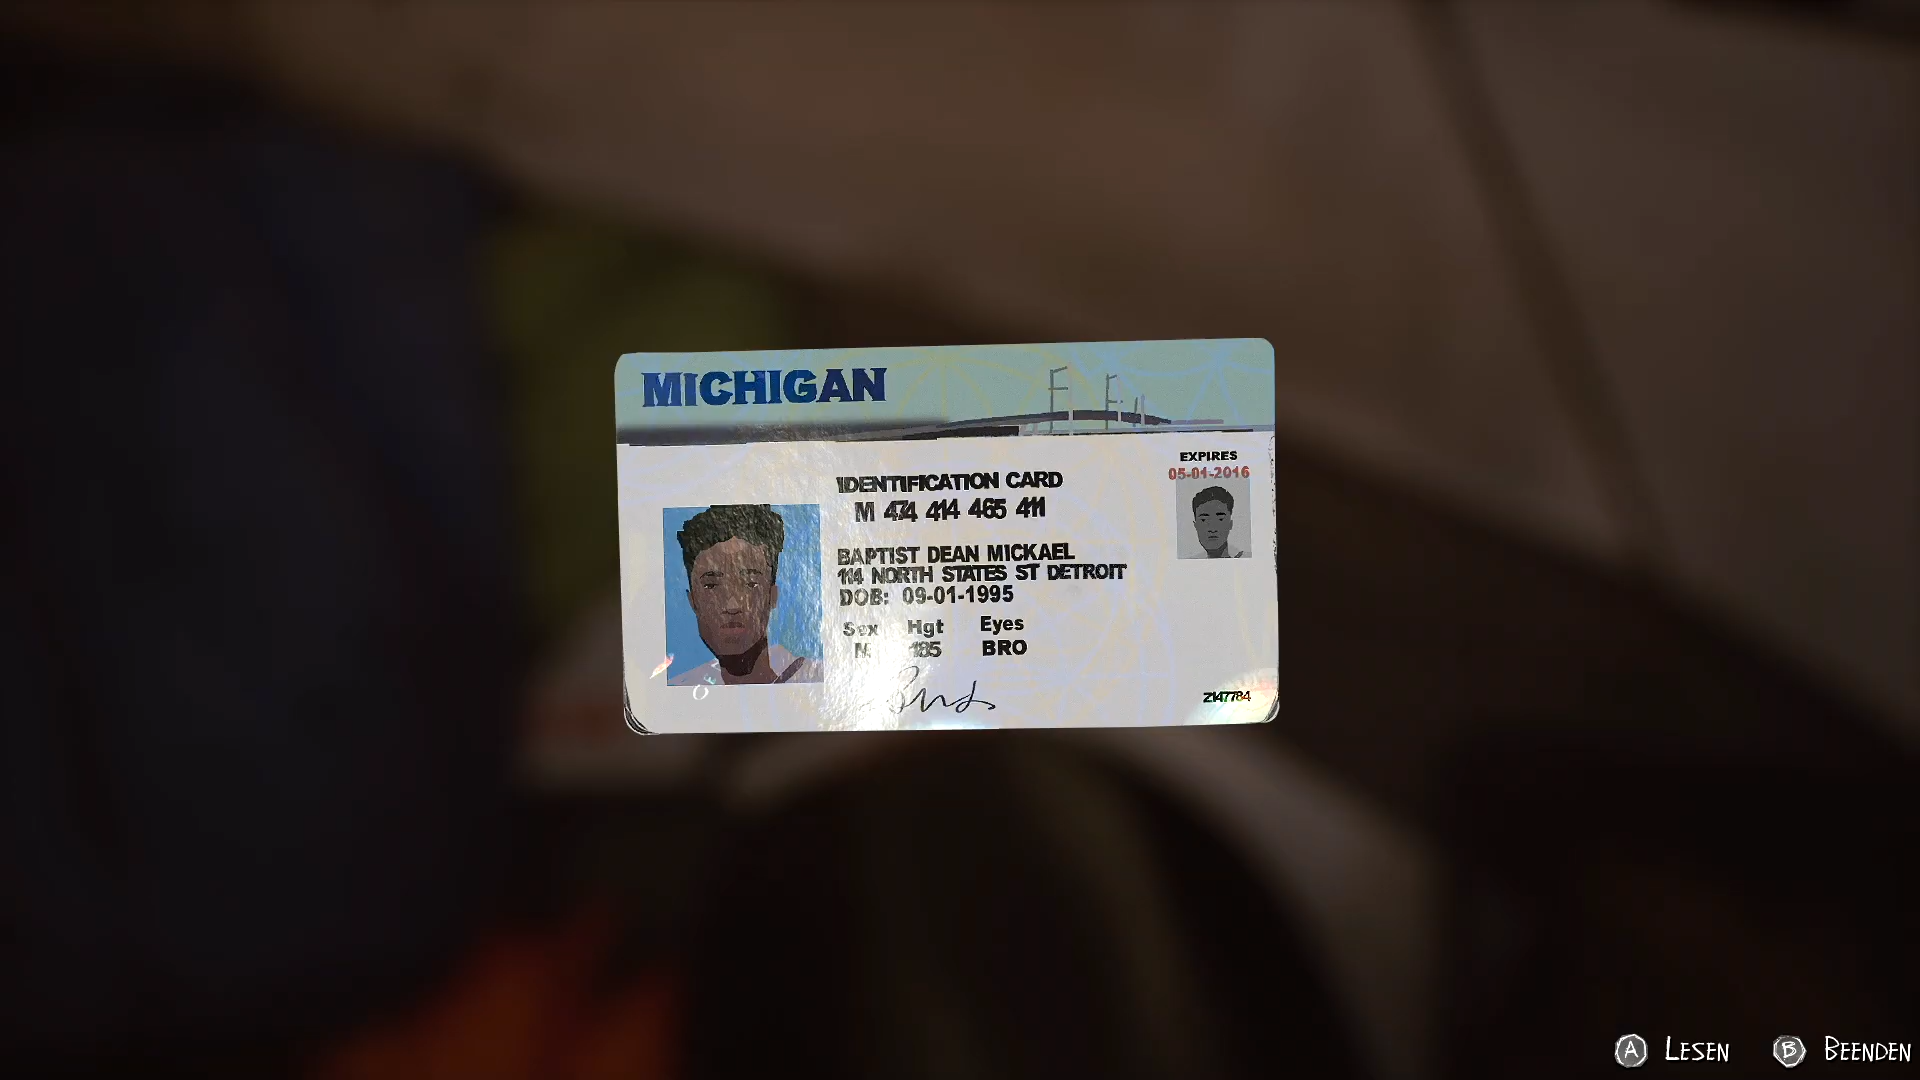 MICHIGAN
EXPIRES
05-01-2016
IDENTIFICATION CARD
M 474 414 465 411
BAPTIST DEAN MICKAEL
114 NORTH STATES ST DETROIT
DOB: 09-01-1995
Sex Hgt Eyes
M 185 BRO
Z147784
A LESEN B BEENDEN